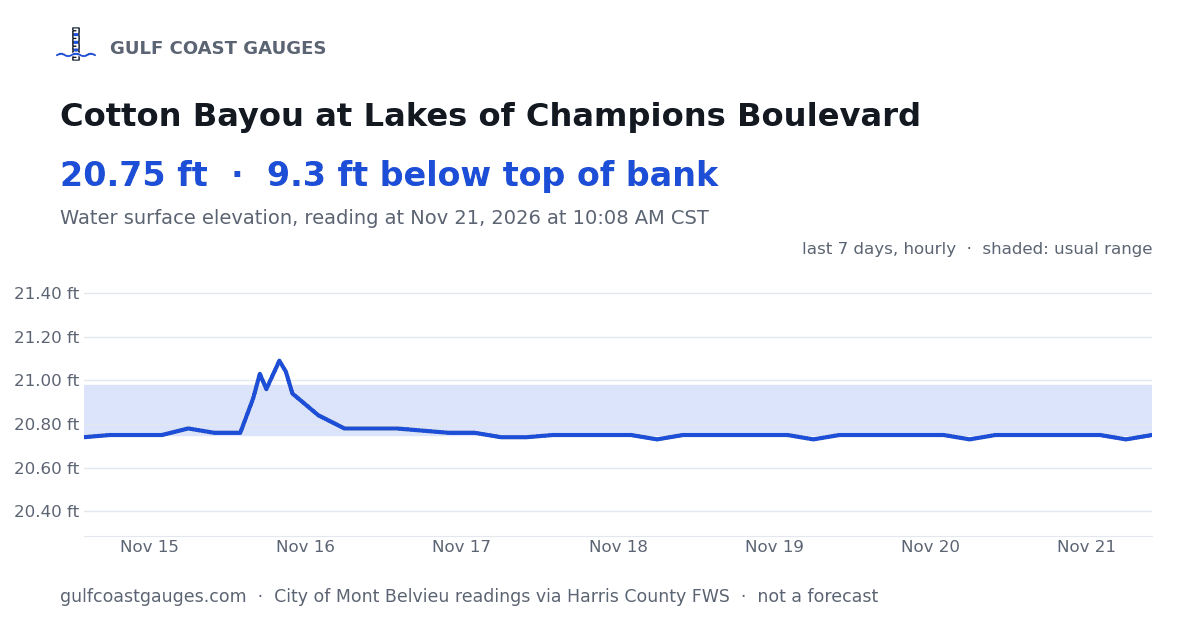 GULF COAST GAUGES
Cotton Bayou at Lakes of Champions Boulevard
20.75 ft · 9.3 ft below top of bank
Water surface elevation, reading at Nov 21, 2026 at 10:08 AM CST
last 7 days, hourly · shaded: usual range
21.40 ft
21.20 ft
21.00 ft
20.80 ft
20.60 ft
20.40 ft
Nov 15 Nov 16 Nov 17 Nov 18 Nov 19 Nov 20 Nov 21
gulfcoastgauges.com · City of Mont Belvieu readings via Harris County FWS · not a forecast